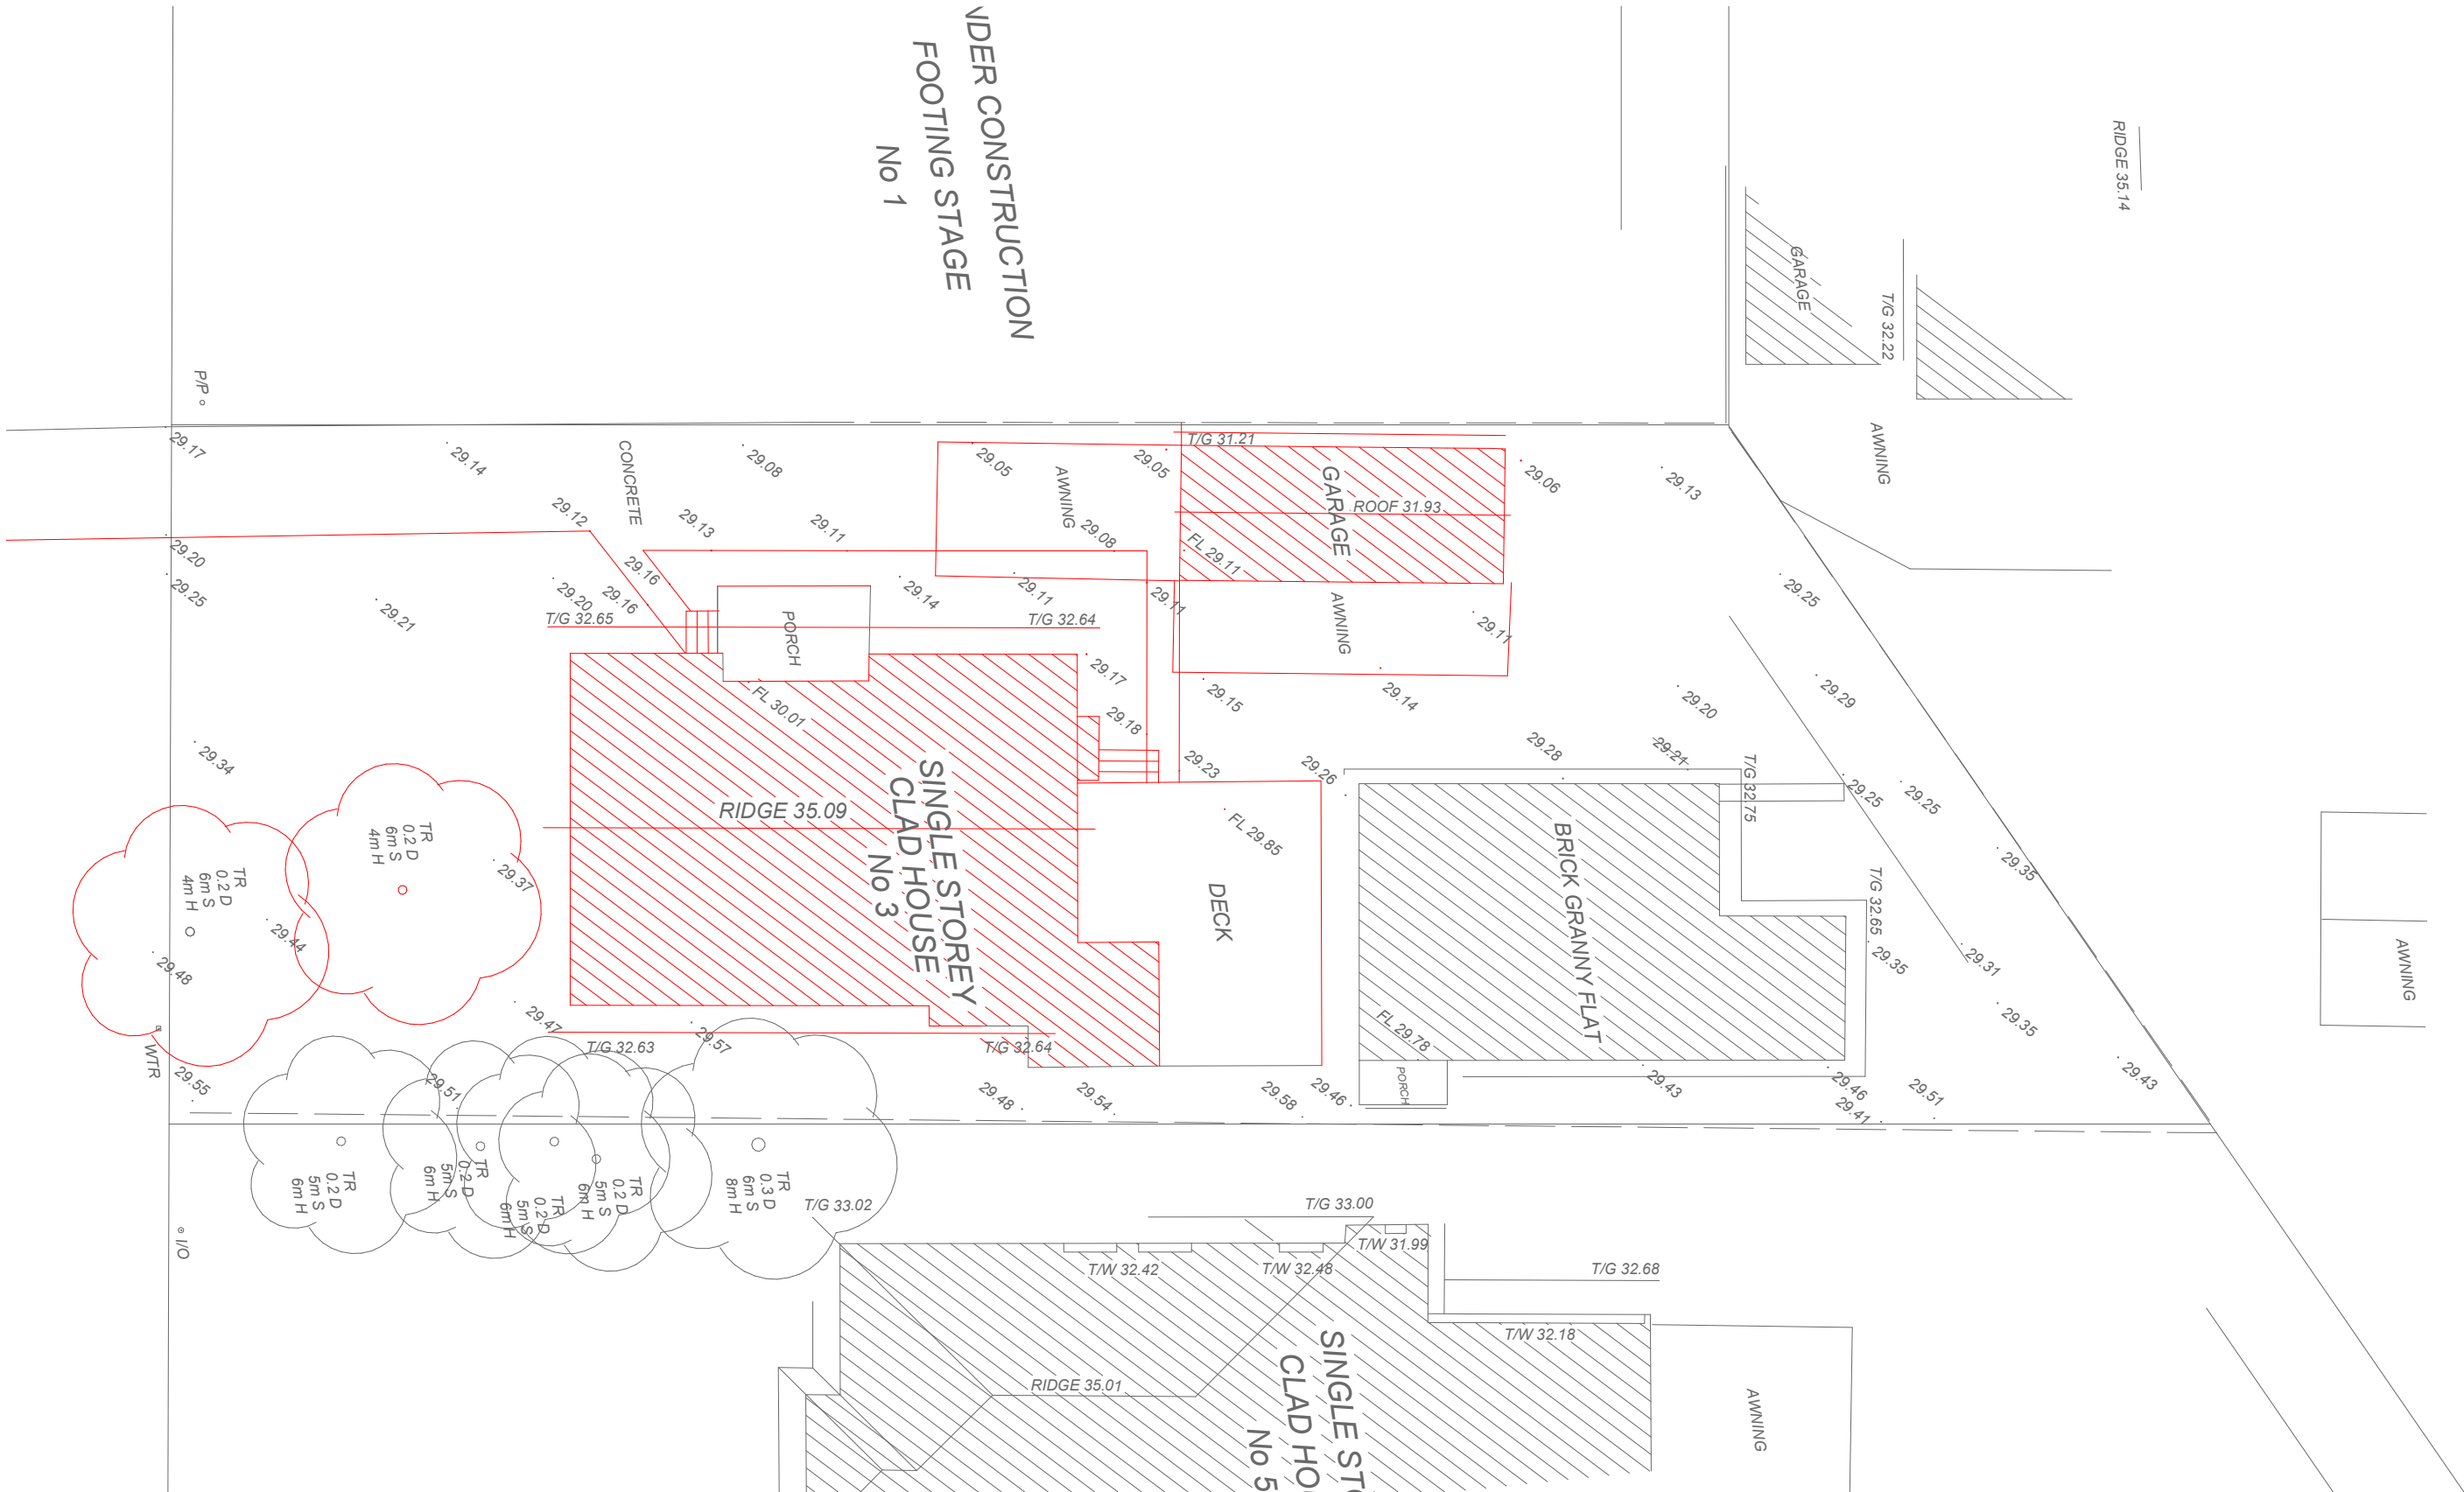 NDER CONSTRUCTION
FOOTING STAGE
No 1
RIDGE 35.14
GARAGE
T/G 32.22
AWNING
P/P
29.17
29.14
CONCRETE
29.08
29.05
AWNING
29.05
T/G 31.21
GARAGE
ROOF 31.93
29.06
29.13
29.12
29.13
29.11
29.08
FL 29.11
29.20
29.25
29.21
29.16
29.20
29.16
29.14
29.11
29.11
AWNING
29.11
29.25
T/G 32.65
T/G 32.64
PORCH
29.17
29.15
29.14
29.20
29.29
FL 30.01
29.18
29.34
29.23
29.26
29.28
29.21
T/G 32.75
29.25
29.25
RIDGE 35.09
SINGLE STOREY
CLAD HOUSE
No 3
FL 29.85
DECK
BRICK GRANNY FLAT
T/G 32.65
29.35
TR
0.2 D
6m S
4m H
TR
0.2 D
6m S
4m H
29.37
29.44
29.48
29.35
29.31
AWNING
29.47
29.57
T/G 32.63
T/G 32.64
FL 29.78
29.35
WTR
29.55
29.51
29.48
29.54
29.58
29.46
PORCH
29.43
29.46
29.41
29.51
29.43
TR
0.2 D
5m S
6m H
TR
0.2 D
5m S
6m H
TR
0.2 D
5m S
6m H
TR
0.2 D
5m S
6m H
TR
0.3 D
6m S
8m H
T/G 33.02
T/G 33.00
I/O
T/W 31.99
T/W 32.42
T/W 32.48
T/G 32.68
T/W 32.18
RIDGE 35.01
SINGLE STO
CLAD HO
No 5
AWNING